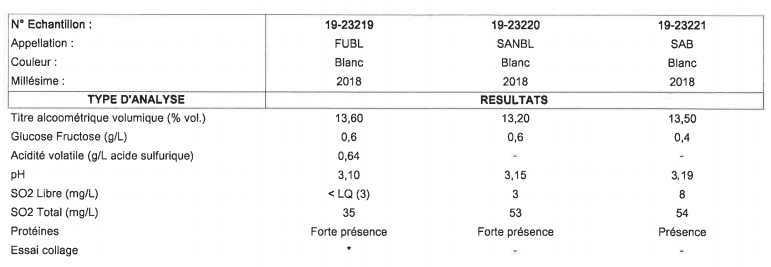 N° Echantillon : 19-23219 19-23220 19-23221
Appellation : FUBL SANBL SAB
Couleur : Blanc Blanc Blanc
Millésime : 2018 2018 2018
TYPE D'ANALYSE RESULTATS
Titre alcoométrique volumique (% vol.) 13,60 13,20 13,50
Glucose Fructose (g/L) 0,6 0,6 0,4
Acidité volatile (g/L acide sulfurique) 0,64 - -
pH 3,10 3,15 3,19
SO2 Libre (mg/L) < LQ (3) 3 8
SO2 Total (mg/L) 35 53 54
Protéines Forte présence Forte présence Présence
Essai collage * - -